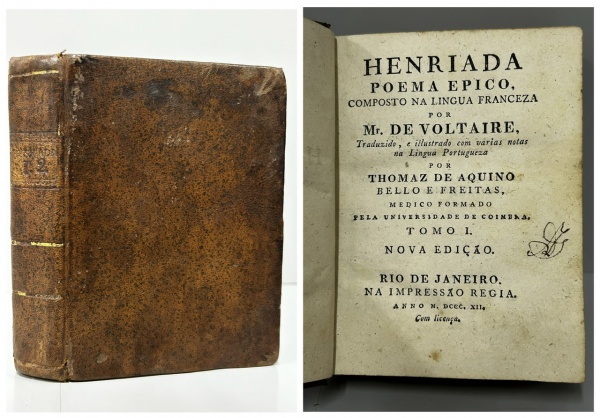 1.2
HENRIADA
POEMA EPICO,
COMPOSTO NA LINGUA FRANCEZA
POR
Mr. DE VOLTAIRE,
Traduzido, e illustrado com varias notas
na Lingua Portugueza
POR
THOMAZ DE AQUINO
BELLO E FREITAS,
MEDICO FORMADO
PELA UNIVERSIDADE DE COIMBRA.
TOMO I.
NOVA EDIÇÃO.
RIO DE JANEIRO.
NA IMPRESSÃO REGIA.
ANNO M. DCCC. XII.
Com licença.